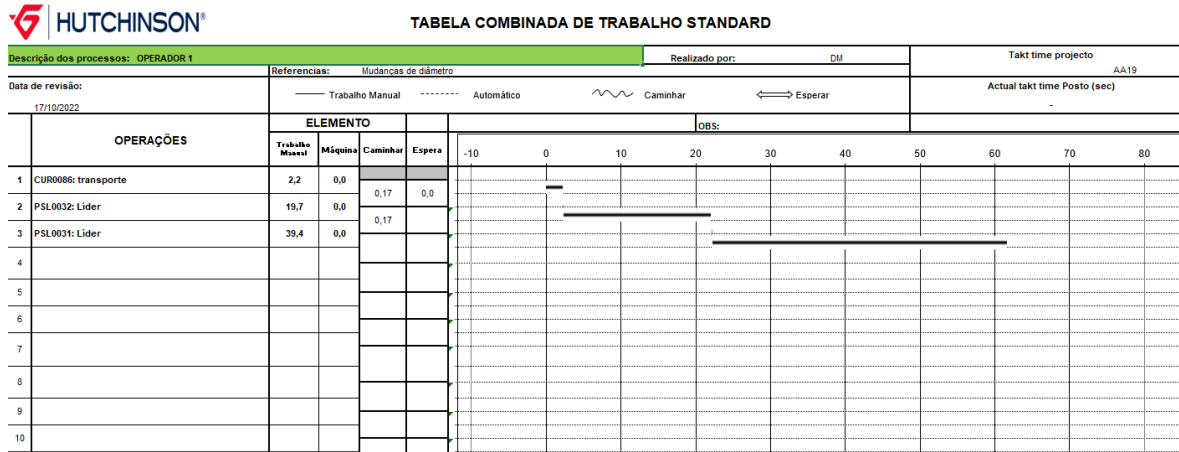 HUTCHINSON®
TABELA COMBINADA DE TRABALHO STANDARD
Descrição dos processos: OPERADOR 1
Realizado por: DM
Takt time projecto
AA19
Referencias: Mudanças de diâmetro
Data de revisão:
17/10/2022
Trabalho Manual Automático Caminhar Esperar
Actual takt time Posto (sec)
-
OPERAÇÕES
ELEMENTO
OBS:
Trabalho Manual Máquina Caminhar Espera
-10 0 10 20 30 40 50 60 70 80
1 CUR0086: transporte 2,2 0,0
0,17 0,0
2 PSL0032: Líder 19,7 0,0
0,17
3 PSL0031: Líder 39,4 0,0
4
5
6
7
8
9
10